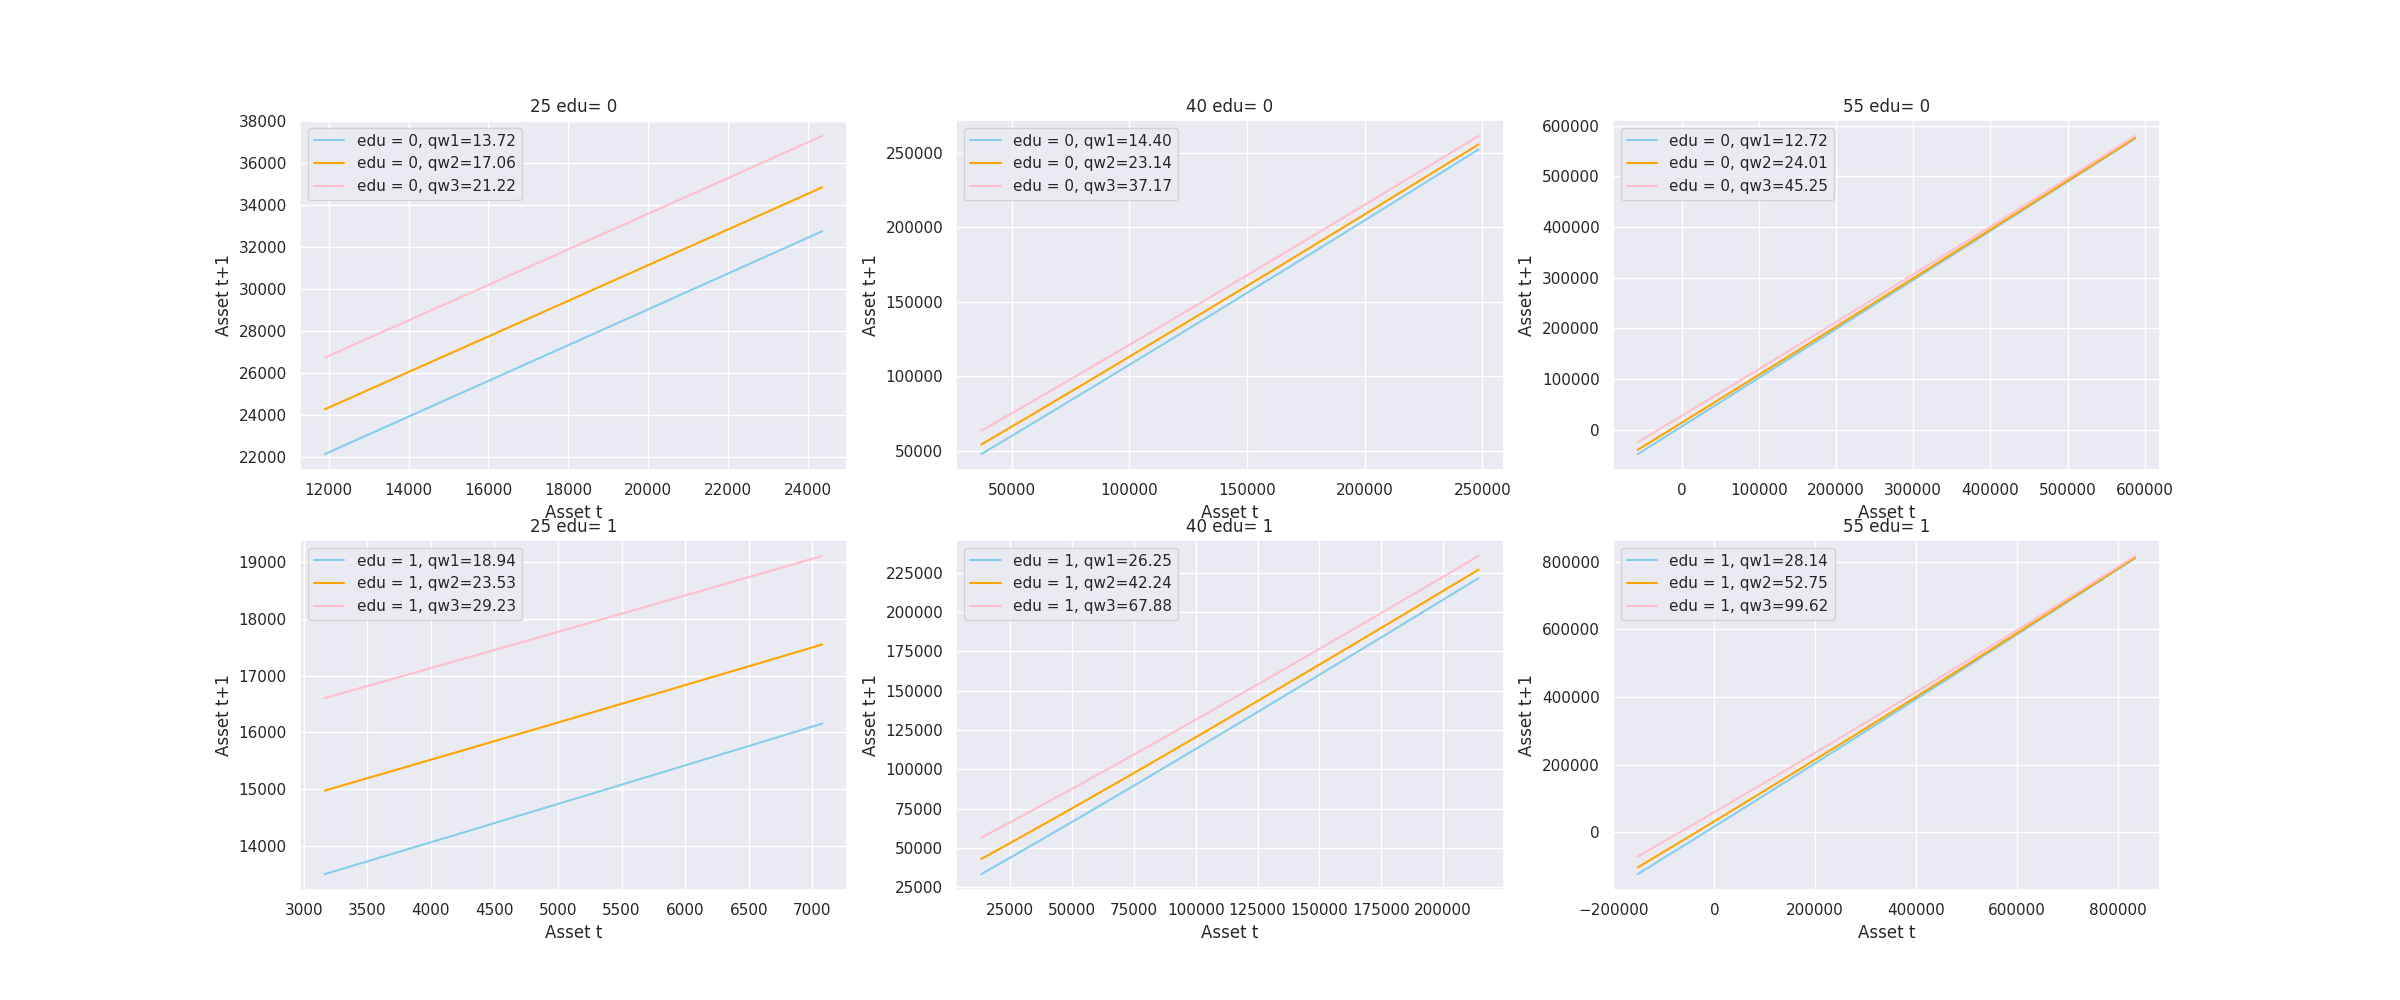 25 edu= 0
edu = 0, qw1=13.72
edu = 0, qw2=17.06
edu = 0, qw3=21.22
38000
36000
34000
32000
30000
28000
26000
24000
22000
Asset t+1
12000 14000 16000 18000 20000 22000 24000
Asset t
40 edu= 0
edu = 0, qw1=14.40
edu = 0, qw2=23.14
edu = 0, qw3=37.17
250000
200000
150000
100000
50000
Asset t+1
50000 100000 150000 200000 250000
Asset t
55 edu= 0
edu = 0, qw1=12.72
edu = 0, qw2=24.01
edu = 0, qw3=45.25
600000
500000
400000
300000
200000
100000
0
Asset t+1
0 100000 200000 300000 400000 500000 600000
Asset t
25 edu= 1
edu = 1, qw1=18.94
edu = 1, qw2=23.53
edu = 1, qw3=29.23
19000
18000
17000
16000
15000
14000
Asset t+1
3000 3500 4000 4500 5000 5500 6000 6500 7000
Asset t
40 edu= 1
edu = 1, qw1=26.25
edu = 1, qw2=42.24
edu = 1, qw3=67.88
225000
200000
175000
150000
125000
100000
75000
50000
25000
Asset t+1
25000 50000 75000 100000 125000 150000 175000 200000
Asset t
55 edu= 1
edu = 1, qw1=28.14
edu = 1, qw2=52.75
edu = 1, qw3=99.62
800000
600000
400000
200000
0
Asset t+1
−200000 0 200000 400000 600000 800000
Asset t